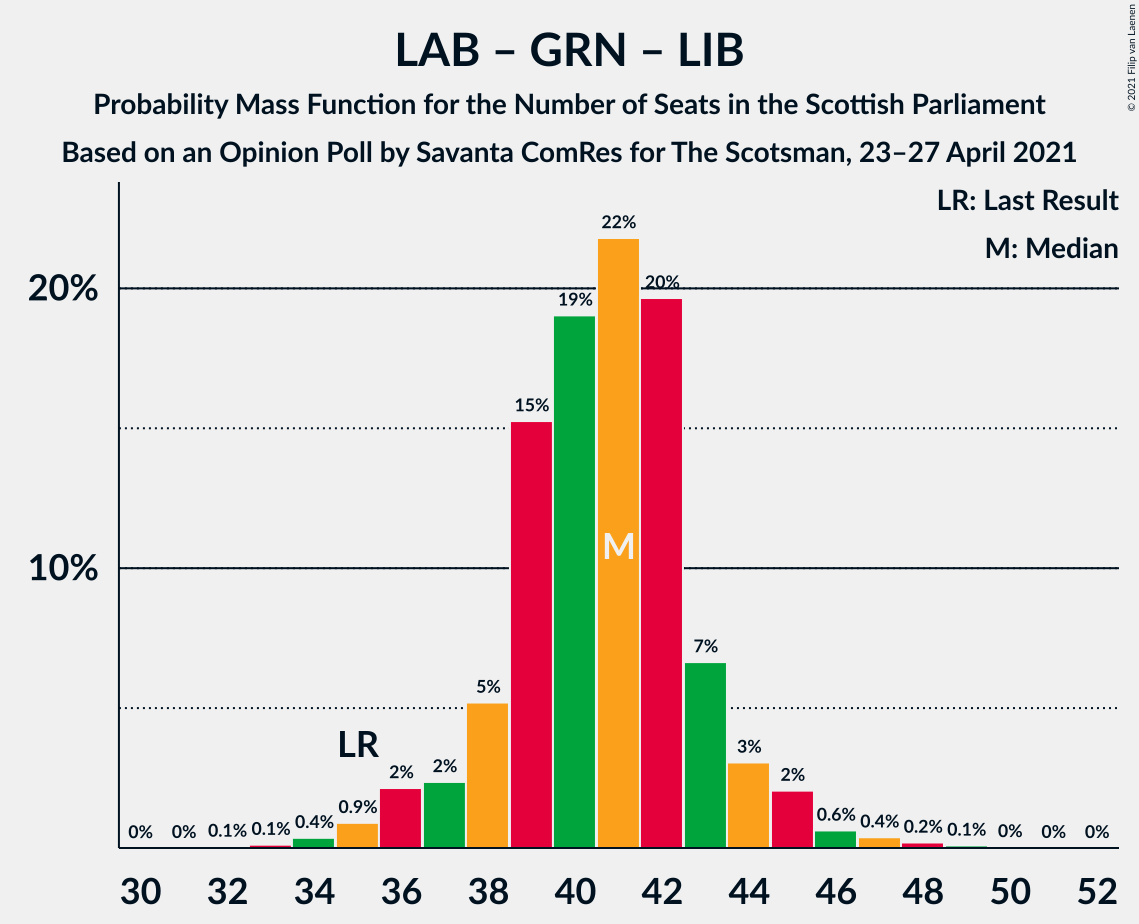 LAB – GRN – LIB
Probability Mass Function for the Number of Seats in the Scottish Parliament
Based on an Opinion Poll by Savanta ComRes for The Scotsman, 23–27 April 2021
© 2021 Filip van Laenen
LR: Last Result
M: Median
20%
10%
0%
0%
0.1%
0.1%
0.4%
0.9%
LR
2%
2%
5%
15%
19%
22%
M
20%
7%
3%
2%
0.6%
0.4%
0.2%
0.1%
0%
0%
0%
30 32 34 36 38 40 42 44 46 48 50 52